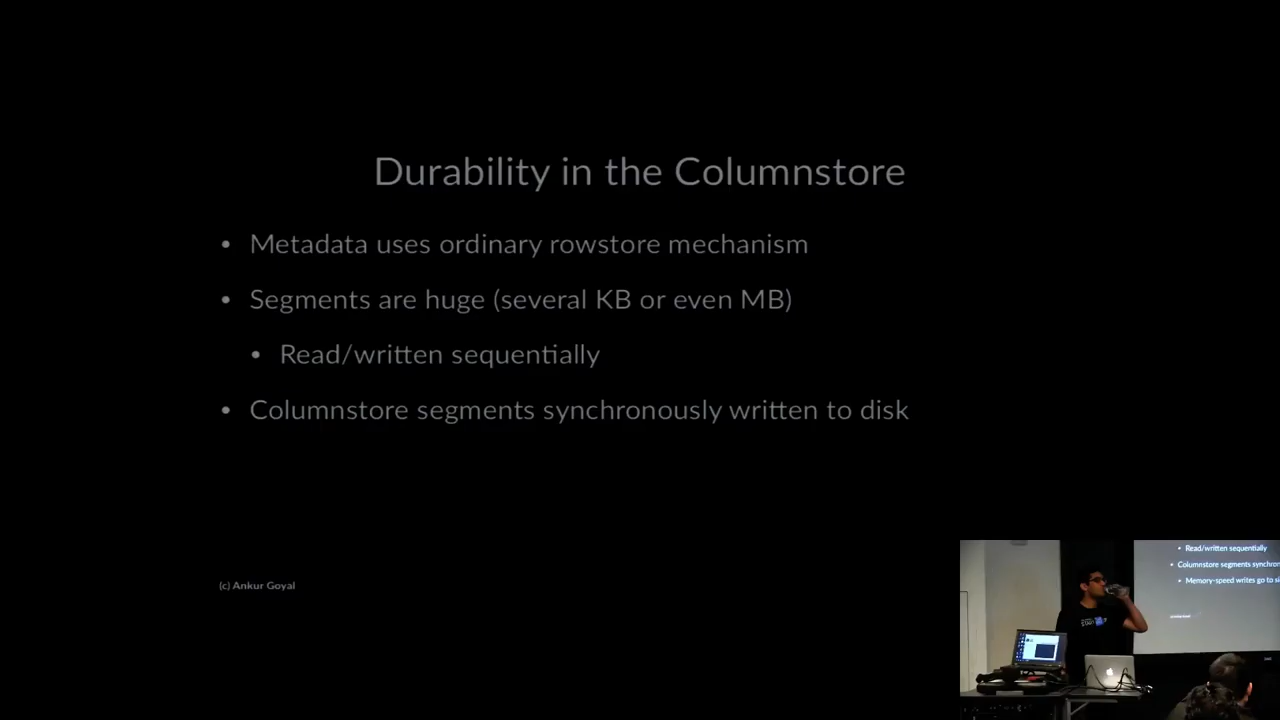 Durability in the Columnstore
• Metadata uses ordinary rowstore mechanism
• Segments are huge (several KB or even MB)
• Read/written sequentially
• Columnstore segments synchronously written to disk
(c) Ankur Goyal
• Read/written sequentially
• Columnstore segments synchron
• Memory-speed writes go to